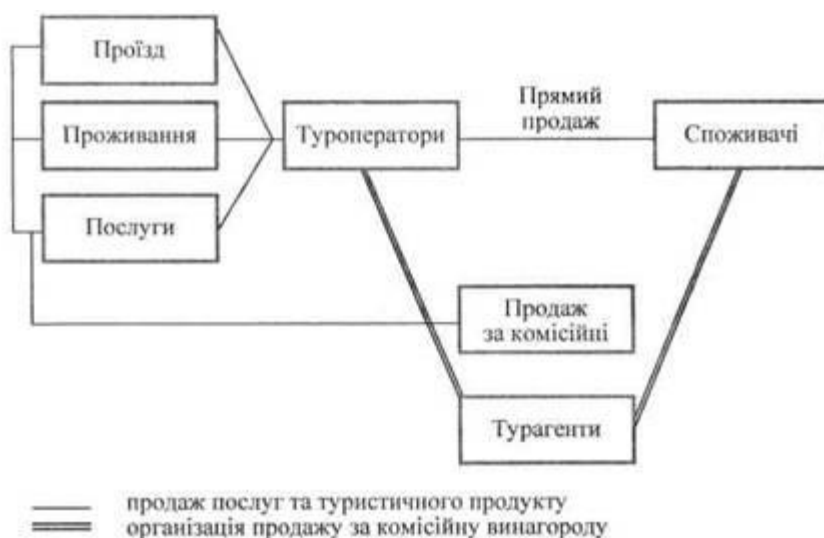 Проїзд
Проживання
Послуги
Туроператори
Прямий
продаж
Споживачі
Продаж
за комісійні
Турагенти
продаж послуг та туристичного продукту
організація продажу за комісійну винагороду